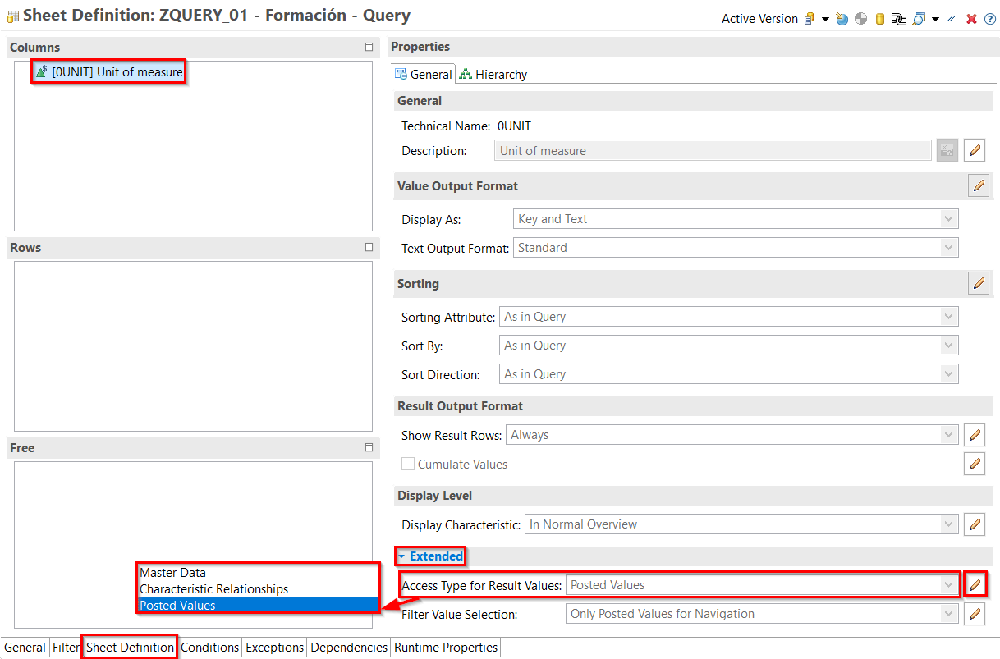 Sheet Definition: ZQUERY_01 - Formación - Query
Active Version
Columns
[0UNIT] Unit of measure
Rows
Free
Master Data
Characteristic Relationships
Posted Values
Properties
General
Hierarchy
General
Technical Name: 0UNIT
Description: Unit of measure
Value Output Format
Display As: Key and Text
Text Output Format: Standard
Sorting
Sorting Attribute: As in Query
Sort By: As in Query
Sort Direction: As in Query
Result Output Format
Show Result Rows: Always
Cumulate Values
Display Level
Display Characteristic: In Normal Overview
Extended
Access Type for Result Values: Posted Values
Filter Value Selection: Only Posted Values for Navigation
General Filter Sheet Definition Conditions Exceptions Dependencies Runtime Properties